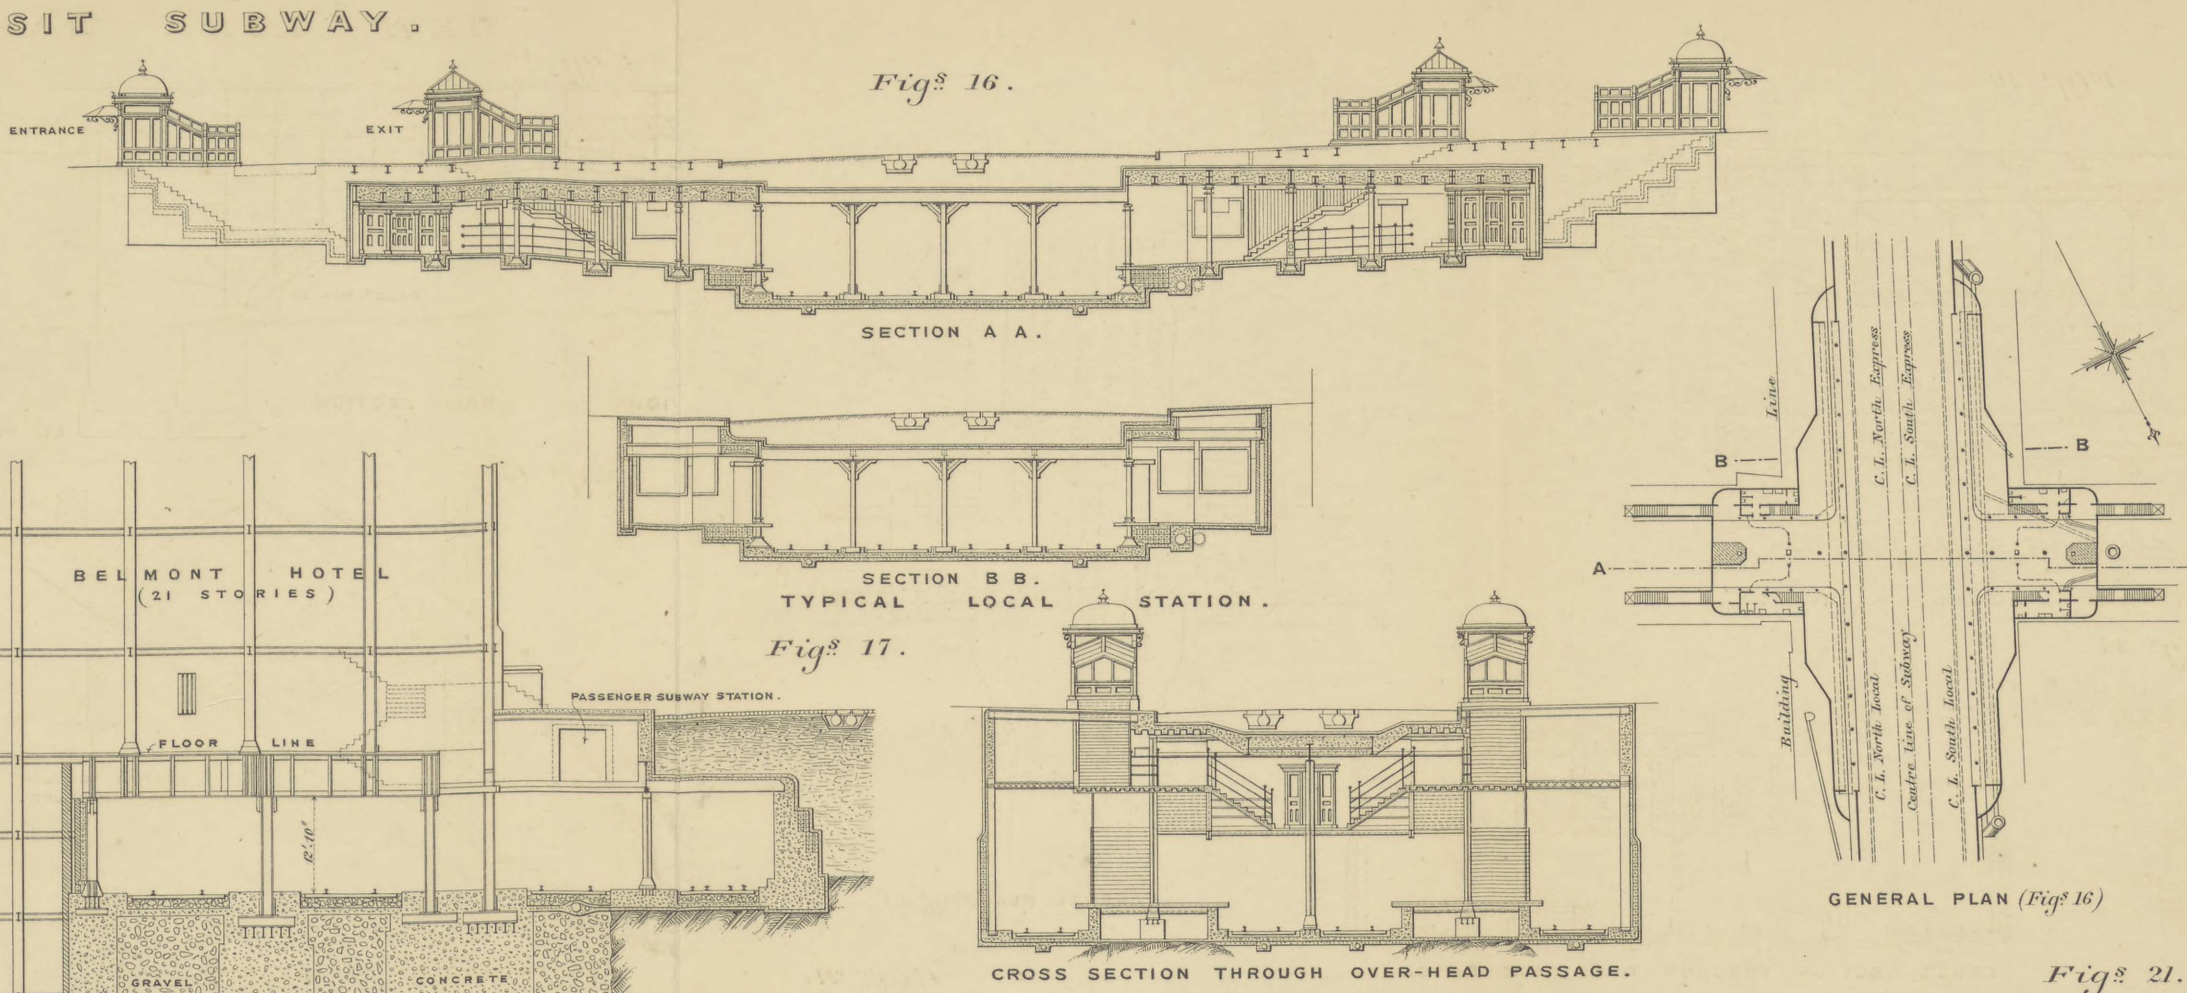 SIT SUBWAY.
Figs. 16.
ENTRANCE
EXIT
SECTION A A.
SECTION B B.
TYPICAL LOCAL STATION.
Figs. 17.
BELMONT HOTEL
(21 STORIES)
PASSENGER SUBWAY STATION.
FLOOR LINE
12'.10"
GRAVEL
CONCRETE
CROSS SECTION THROUGH OVER-HEAD PASSAGE.
Line
C. L. North Express
C. L. South Express
B
B
A
Building
C. L. North Local
Centre line of Subway
C. L. South Local
GENERAL PLAN (Figs. 16)
Figs. 21.